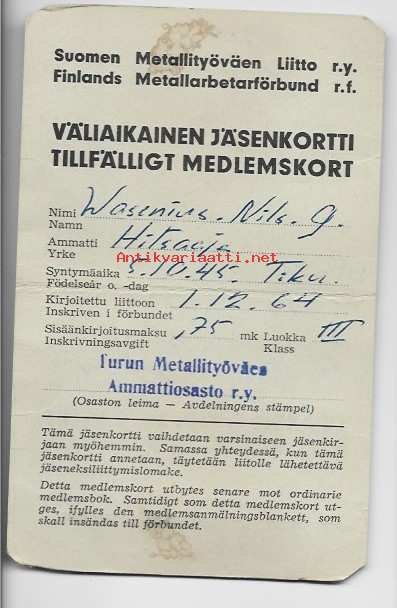 Suomen Metallityöväen Liitto r.y.
Finlands Metallarbetarförbund r.f.
VÄLIAIKAINEN JÄSENKORTTI
TILLFÄLLIGT MEDLEMSKORT
Nimi Wasenius. Nils. G.
Namn
Antikvariaatti.net
Ammatti Hitsaaja
Yrke
Syntymäaika 5.10.45. Tku.
Födelseår o. -dag
Kirjoitettu liittoon 1.12.64
Inskriven i förbundet
Sisäänkirjoitusmaksu ,75 mk Luokka III
Inskrivningsavgift Klass
Turun Metallityöväes
Ammattiosasto r.y.
(Osaston leima — Avdelningens stämpel)
Tämä jäsenkortti vaihdetaan varsinaiseen jäsenkir-
jaan myöhemmin. Samassa yhteydessä, kun tämä
jäsenkortti annetaan, täytetään liitolle lähetettävä
jäseneksiliittymislomake.
Detta medlemskort utbytes senare mot ordinarie
medlemsbok. Samtidigt som detta medlemskort ut-
ges, ifylles den medlemsanmälningsblankett, som
skall insändas till förbundet.